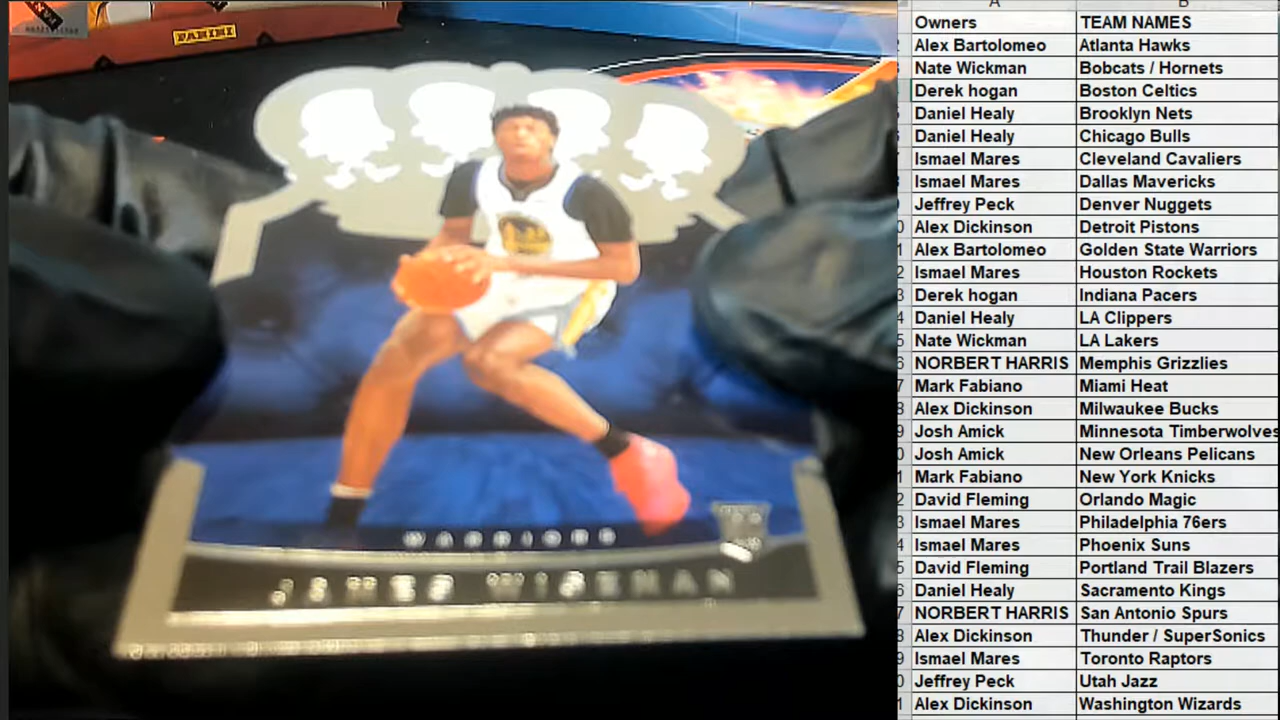 PANINI
WARRIORS
JAMES WISEMAN
A B
Owners TEAM NAMES
Alex Bartolomeo Atlanta Hawks
Nate Wickman Bobcats / Hornets
Derek hogan Boston Celtics
Daniel Healy Brooklyn Nets
Daniel Healy Chicago Bulls
Ismael Mares Cleveland Cavaliers
Ismael Mares Dallas Mavericks
Jeffrey Peck Denver Nuggets
Alex Dickinson Detroit Pistons
Alex Bartolomeo Golden State Warriors
Ismael Mares Houston Rockets
Derek hogan Indiana Pacers
Daniel Healy LA Clippers
Nate Wickman LA Lakers
NORBERT HARRIS Memphis Grizzlies
Mark Fabiano Miami Heat
Alex Dickinson Milwaukee Bucks
Josh Amick Minnesota Timberwolves
Josh Amick New Orleans Pelicans
Mark Fabiano New York Knicks
David Fleming Orlando Magic
Ismael Mares Philadelphia 76ers
Ismael Mares Phoenix Suns
David Fleming Portland Trail Blazers
Daniel Healy Sacramento Kings
NORBERT HARRIS San Antonio Spurs
Alex Dickinson Thunder / SuperSonics
Ismael Mares Toronto Raptors
Jeffrey Peck Utah Jazz
Alex Dickinson Washington Wizards